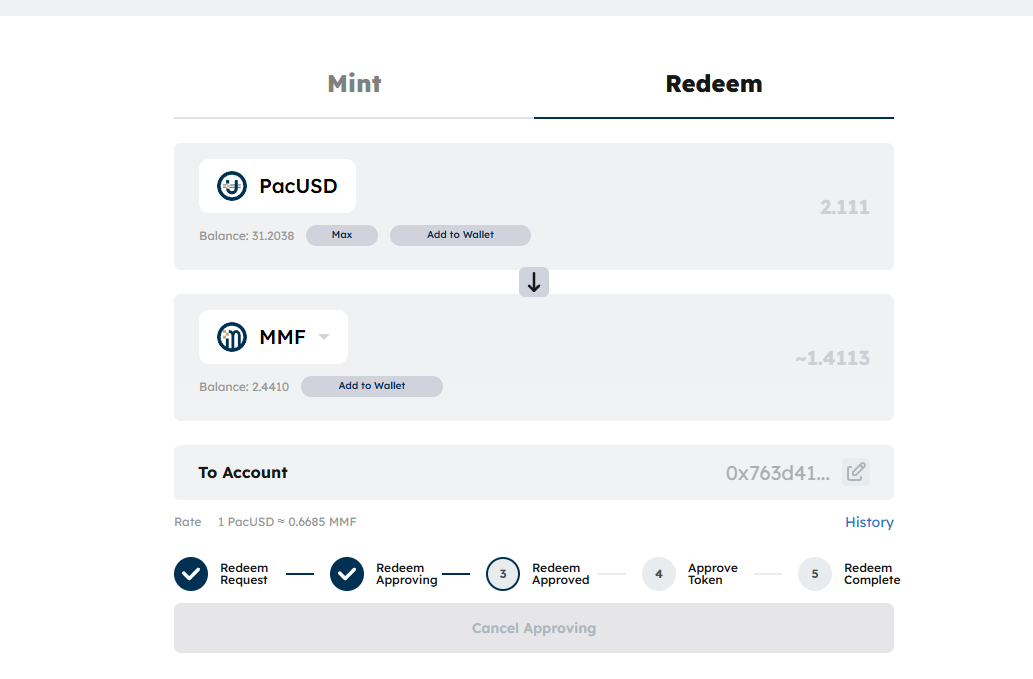 Mint Redeem
PacUSD
2.111
Balance: 31.2038 Max Add to Wallet
MMF
~1.4113
Balance: 2.4410 Add to Wallet
To Account 0x763d41...
Rate 1 PacUSD ≈ 0.6685 MMF History
Redeem Request
Redeem Approving
3 Redeem Approved
4 Approve Token
5 Redeem Complete
Cancel Approving